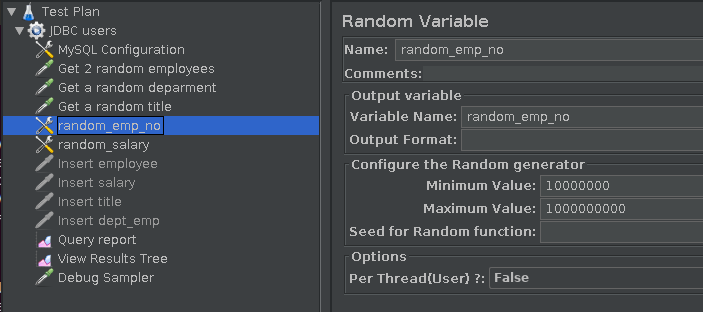 Test Plan
JDBC users
MySQL Configuration
Get 2 random employees
Get a random deparment
Get a random title
random_emp_no
random_salary
Insert employee
Insert salary
Insert title
Insert dept_emp
Query report
View Results Tree
Debug Sampler
Random Variable
Name: random_emp_no
Comments:
Output variable
Variable Name: random_emp_no
Output Format:
Configure the Random generator
Minimum Value: 10000000
Maximum Value: 1000000000
Seed for Random function:
Options
Per Thread(User) ?: False